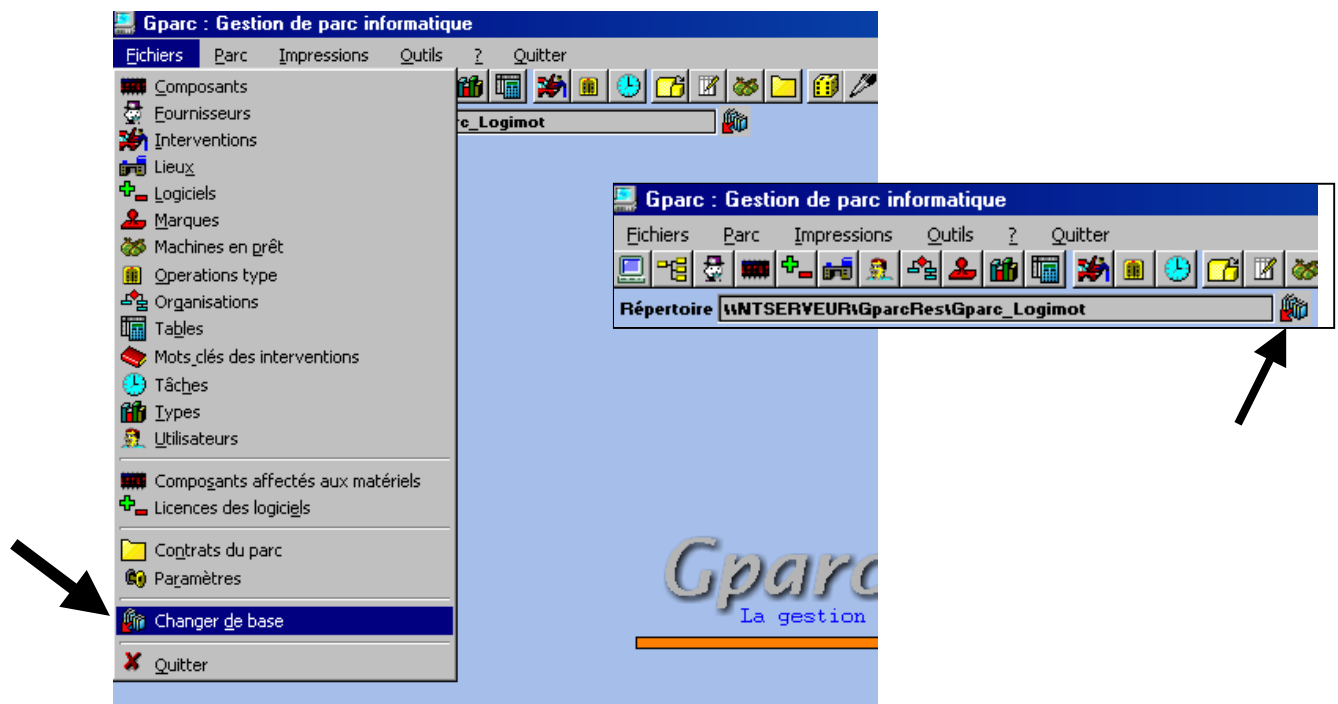 Gparc : Gestion de parc informatique
Fichiers Parc Impressions Outils ? Quitter
Composants
Fournisseurs
rc_Logimot
Interventions
Lieux
Logiciels
Marques
Machines en prêt
Operations type
Organisations
Tables
Mots_clés des interventions
Tâches
Types
Utilisateurs
Composants affectés aux matériels
Licences des logiciels
Contrats du parc
Paramètres
Changer de base
Quitter
Gparc : Gestion de parc informatique
Fichiers Parc Impressions Outils ? Quitter
Répertoire \\NTSERVEUR\GparcRes\Gparc_Logimot
Gparc
La gestion